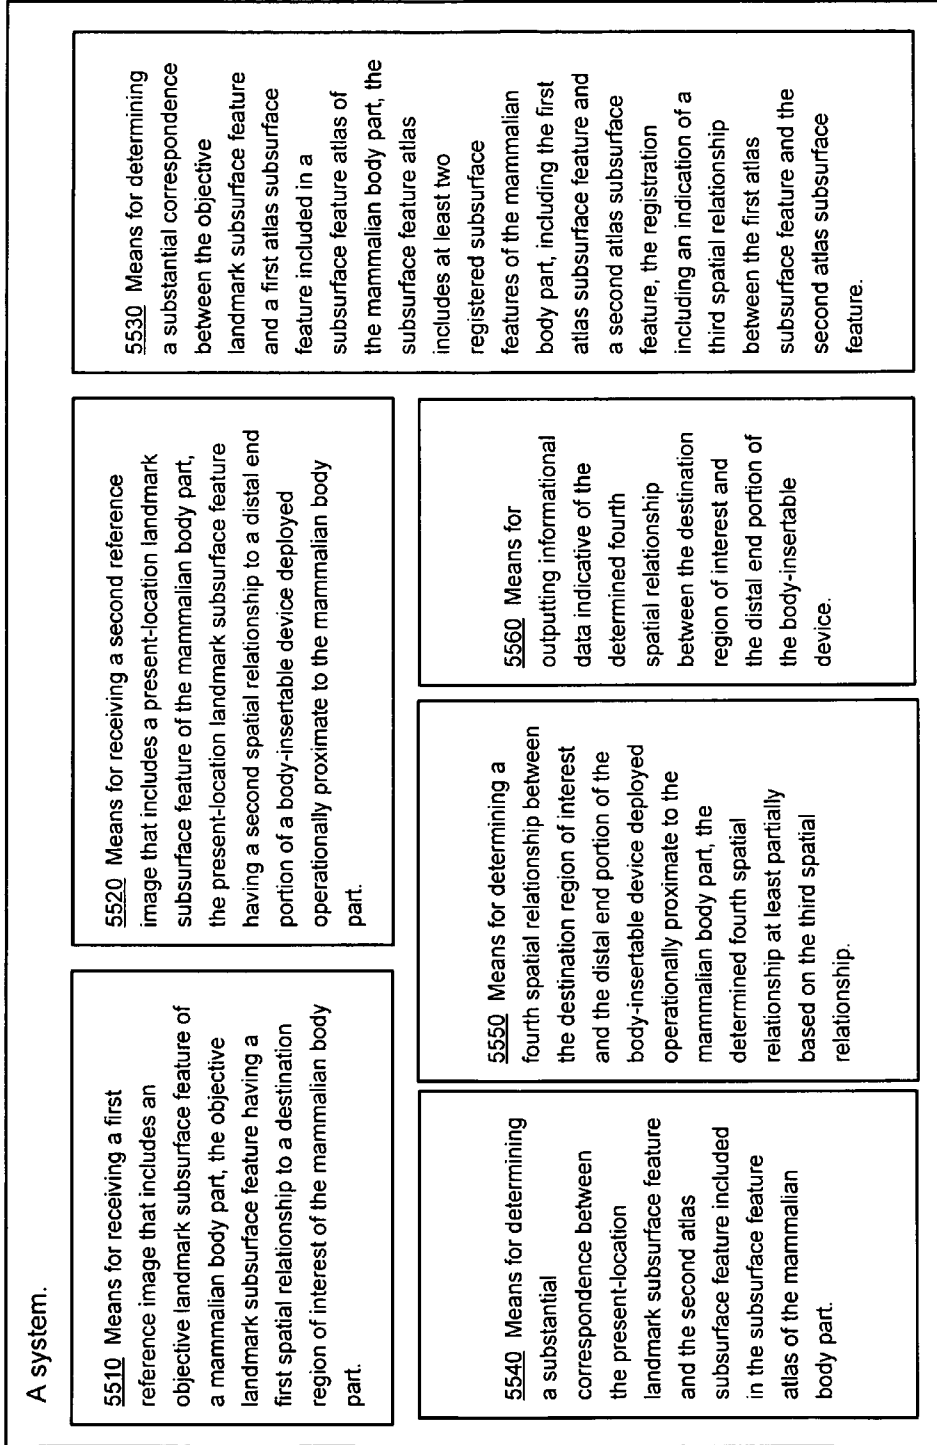 A system.
5510 Means for receiving a first
reference image that includes an
objective landmark subsurface feature of
a mammalian body part, the objective
landmark subsurface feature having a
first spatial relationship to a destination
region of interest of the mammalian body
part.
5520 Means for receiving a second reference
image that includes a present-location landmark
subsurface feature of the mammalian body part,
the present-location landmark subsurface feature
having a second spatial relationship to a distal end
portion of a body-insertable device deployed
operationally proximate to the mammalian body
part.
5530 Means for determining
a substantial correspondence
between the objective
landmark subsurface feature
and a first atlas subsurface
feature included in a
subsurface feature atlas of
the mammalian body part, the
subsurface feature atlas
includes at least two
registered subsurface
features of the mammalian
body part, including the first
atlas subsurface feature and
a second atlas subsurface
feature, the registration
including an indication of a
third spatial relationship
between the first atlas
subsurface feature and the
second atlas subsurface
feature.
5540 Means for determining
a substantial
correspondence between
the present-location
landmark subsurface feature
and the second atlas
subsurface feature included
in the subsurface feature
atlas of the mammalian
body part.
5550 Means for determining a
fourth spatial relationship between
the destination region of interest
and the distal end portion of the
body-insertable device deployed
operationally proximate to the
mammalian body part, the
determined fourth spatial
relationship at least partially
based on the third spatial
relationship.
5560 Means for
outputting informational
data indicative of the
determined fourth
spatial relationship
between the destination
region of interest and
the distal end portion of
the body-insertable
device.